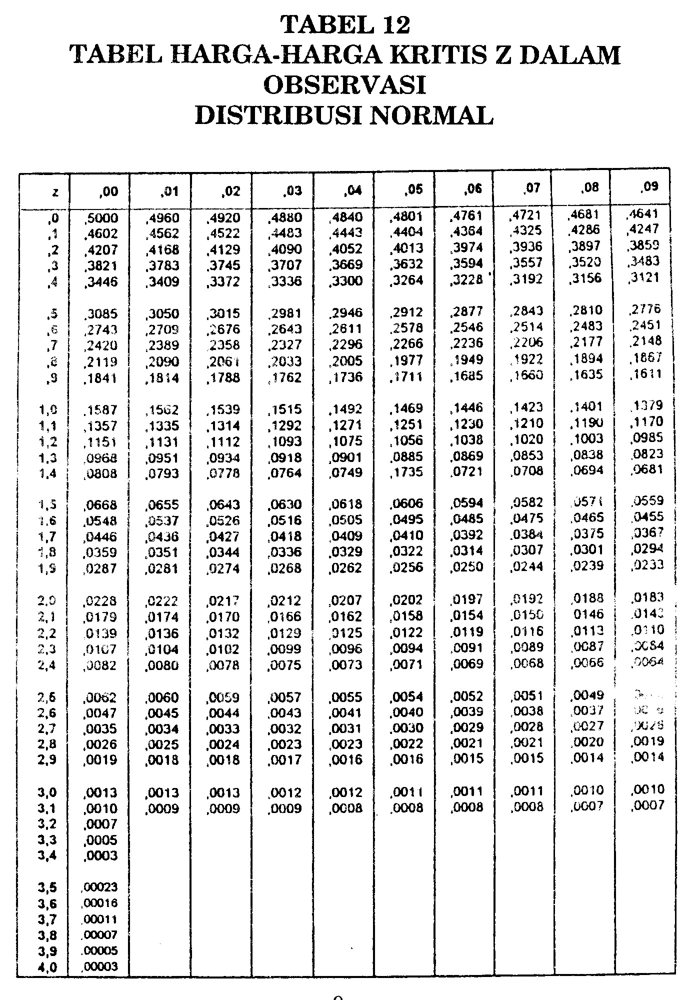 TABEL 12
TABEL HARGA-HARGA KRITIS Z DALAM
OBSERVASI
DISTRIBUSI NORMAL
z ,00 ,01 ,02 ,03 ,04 ,05 ,06 ,07 ,08 ,09
,0 ,5000 ,4960 ,4920 ,4880 ,4840 ,4801 ,4761 ,4721 ,4681 ,4641
,1 ,4602 ,4562 ,4522 ,4483 ,4443 ,4404 ,4364 ,4325 ,4286 ,4247
,2 ,4207 ,4168 ,4129 ,4090 ,4052 ,4013 ,3974 ,3936 ,3897 ,3859
,3 ,3821 ,3783 ,3745 ,3707 ,3669 ,3632 ,3594 ,3557 ,3520 ,3483
,4 ,3446 ,3409 ,3372 ,3336 ,3300 ,3264 ,3228 ,3192 ,3156 ,3121
,5 ,3085 ,3050 ,3015 ,2981 ,2946 ,2912 ,2877 ,2843 ,2810 ,2776
,6 ,2743 ,2709 ,2676 ,2643 ,2611 ,2578 ,2546 ,2514 ,2483 ,2451
,7 ,2420 ,2389 ,2358 ,2327 ,2296 ,2266 ,2236 ,2206 ,2177 ,2148
,8 ,2119 ,2090 ,2061 ,2033 ,2005 ,1977 ,1949 ,1922 ,1894 ,1867
,9 ,1841 ,1814 ,1788 ,1762 ,1736 ,1711 ,1685 ,1660 ,1635 ,1611
1,0 ,1587 ,1562 ,1539 ,1515 ,1492 ,1469 ,1446 ,1423 ,1401 ,1379
1,1 ,1357 ,1335 ,1314 ,1292 ,1271 ,1251 ,1230 ,1210 ,1190 ,1170
1,2 ,1151 ,1131 ,1112 ,1093 ,1075 ,1056 ,1038 ,1020 ,1003 ,0985
1,3 ,0968 ,0951 ,0934 ,0918 ,0901 ,0885 ,0869 ,0853 ,0838 ,0823
1,4 ,0808 ,0793 ,0778 ,0764 ,0749 ,1735 ,0721 ,0708 ,0694 ,0681
1,5 ,0668 ,0655 ,0643 ,0630 ,0618 ,0606 ,0594 ,0582 ,0571 ,0559
1,6 ,0548 ,0537 ,0526 ,0516 ,0505 ,0495 ,0485 ,0475 ,0465 ,0455
1,7 ,0446 ,0436 ,0427 ,0418 ,0409 ,0410 ,0392 ,0384 ,0375 ,0367
1,8 ,0359 ,0351 ,0344 ,0336 ,0329 ,0322 ,0314 ,0307 ,0301 ,0294
1,9 ,0287 ,0281 ,0274 ,0268 ,0262 ,0256 ,0250 ,0244 ,0239 ,0233
2,0 ,0228 ,0222 ,0217 ,0212 ,0207 ,0202 ,0197 ,0192 ,0188 ,0183
2,1 ,0179 ,0174 ,0170 ,0166 ,0162 ,0158 ,0154 ,0150 0146 ,0143
2,2 ,0139 ,0136 ,0132 ,0129 ,0125 ,0122 ,0119 ,0116 ,0113 ,0110
2,3 ,0107 ,0104 ,0102 ,0099 ,0096 ,0094 ,0091 ,0089 ,0087 ,0084
2,4 ,0082 ,0080 ,0078 ,0075 ,0073 ,0071 ,0069 ,0068 ,0066 ,0064
2,5 ,0062 ,0060 ,0059 ,0057 ,0055 ,0054 ,0052 ,0051 ,0049
2,6 ,0047 ,0045 ,0044 ,0043 ,0041 ,0040 ,0039 ,0038 ,0037
2,7 ,0035 ,0034 ,0033 ,0032 ,0031 ,0030 ,0029 ,0028 ,0027 ,0026
2,8 ,0026 ,0025 ,0024 ,0023 ,0023 ,0022 ,0021 ,0021 ,0020 ,0019
2,9 ,0019 ,0018 ,0018 ,0017 ,0016 ,0016 ,0015 ,0015 ,0014 ,0014
3,0 ,0013 ,0013 ,0013 ,0012 ,0012 ,0011 ,0011 ,0011 ,0010 ,0010
3,1 ,0010 ,0009 ,0009 ,0009 ,0008 ,0008 ,0008 ,0008 ,0007 ,0007
3,2 ,0007
3,3 ,0005
3,4 ,0003
3,5 ,00023
3,6 ,00016
3,7 ,00011
3,8 ,00007
3,9 ,00005
4,0 ,00003